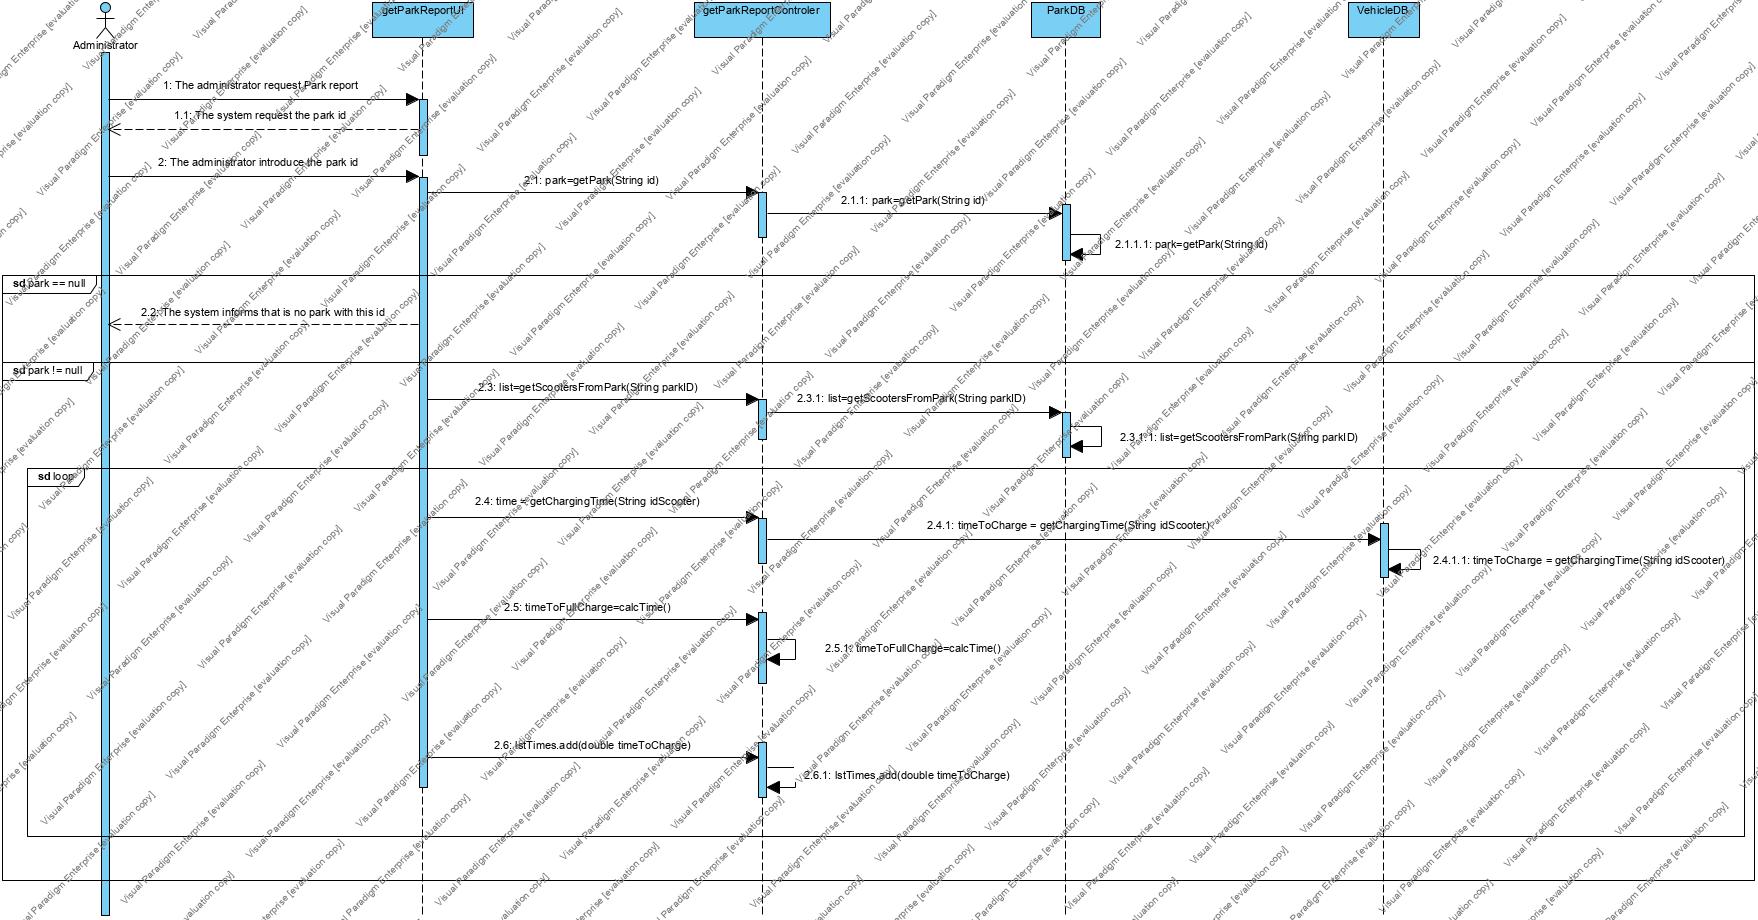 getParkReportUI
getParkReportControler
ParkDB
VehicleDB
Administrator
1: The administrator request Park report
1.1: The system request the park id
2: The administrator introduce the park id
2.1: park=getPark(String id)
2.1.1: park=getPark(String id)
2.1.1.1: park=getPark(String id)
sd park == null
2.2: The system informs that is no park with this id
sd park != null
2.3: list=getScootersFromPark(String parkID)
2.3.1: list=getScootersFromPark(String parkID)
2.3.1.1: list=getScootersFromPark(String parkID)
sd loop
2.4: time = getChargingTime(String idScooter)
2.4.1: timeToCharge = getChargingTime(String idScooter)
2.4.1.1: timeToCharge = getChargingTime(String idScooter)
2.5: timeToFullCharge=calcTime()
2.5.1: timeToFullCharge=calcTime()
2.6: lstTimes.add(double timeToCharge)
2.6.1: lstTimes.add(double timeToCharge)
Visual Paradigm Enterprise [evaluation copy]